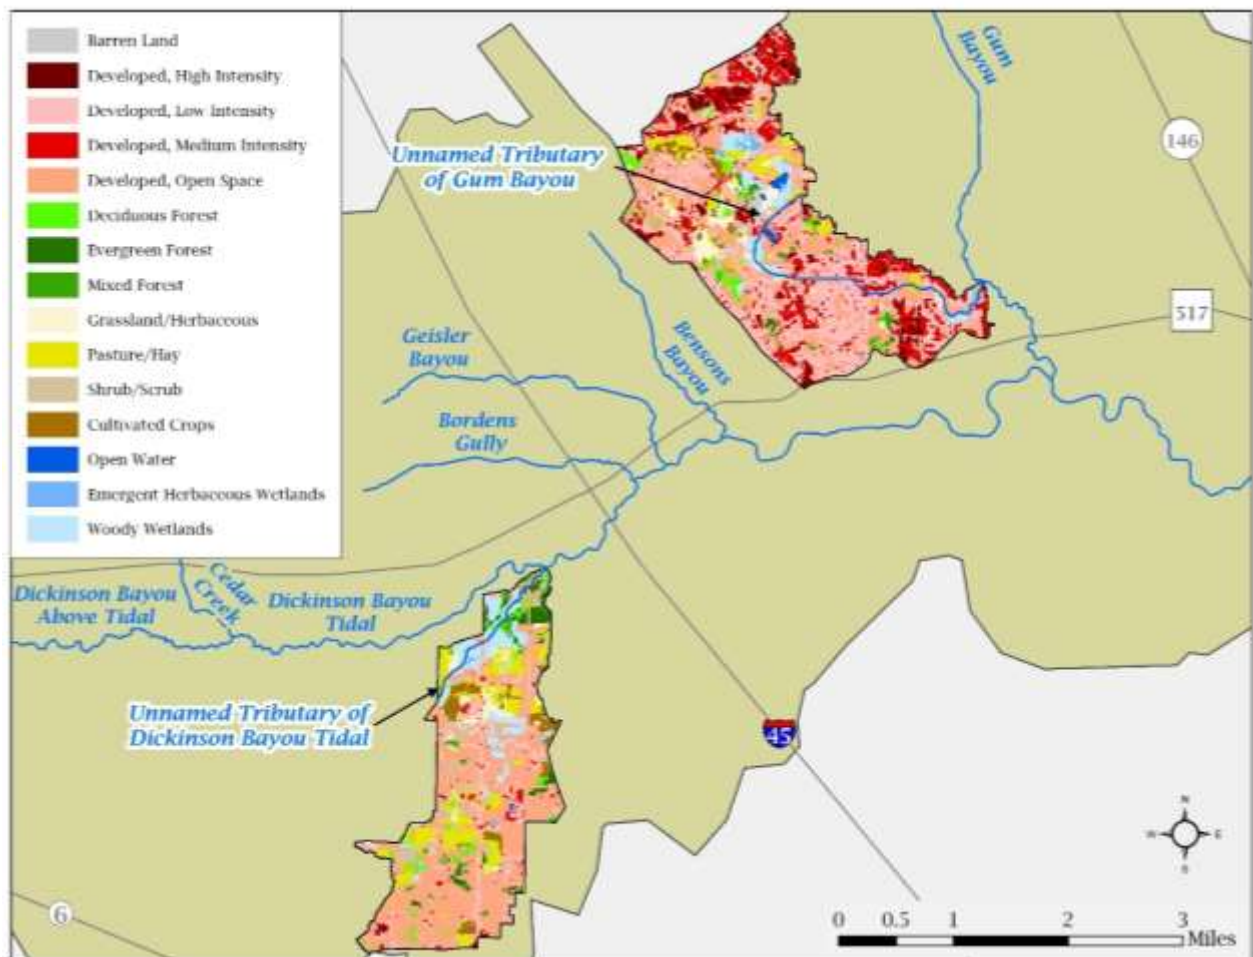 Barren Land
Developed, High Intensity
Developed, Low Intensity
Developed, Medium Intensity
Developed, Open Space
Deciduous Forest
Evergreen Forest
Mixed Forest
Grassland/Herbaceous
Pasture/Hay
Shrub/Scrub
Cultivated Crops
Open Water
Emergent Herbaceous Wetlands
Woody Wetlands
Gum
Bayou
146
Unnamed Tributary
of Gum Bayou
517
Geisler
Bayou
Bensons
Bayou
Bordens
Gully
Dickinson Bayou
Above Tidal
Cedar
Creek
Dickinson Bayou
Tidal
Unnamed Tributary of
Dickinson Bayou Tidal
45
6
N
W
E
S
0 0.5 1 2 3
Miles